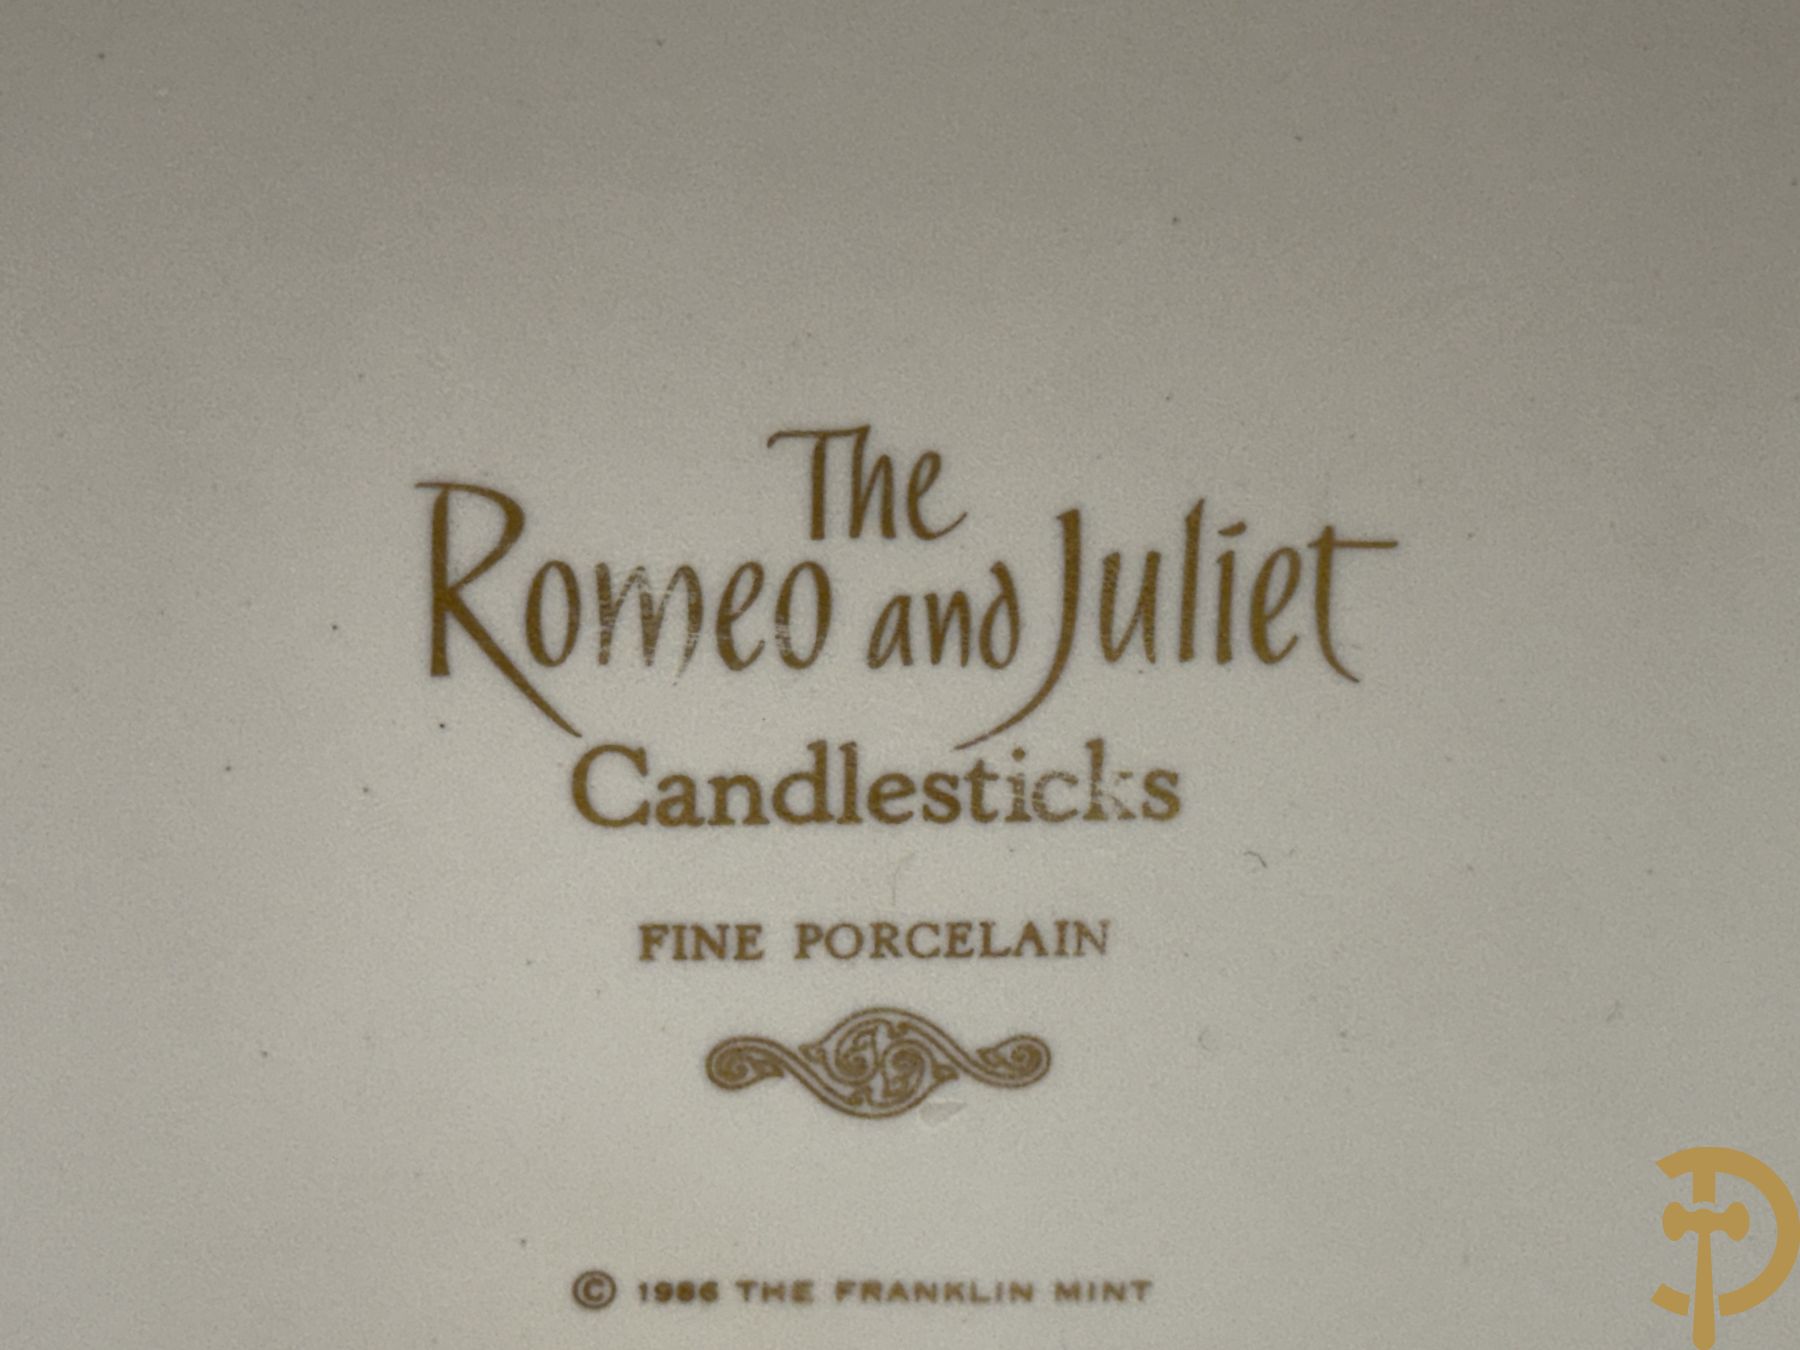 The
Romeo and Juliet
Candlesticks
FINE PORCELAIN
© 1986 THE FRANKLIN MINT